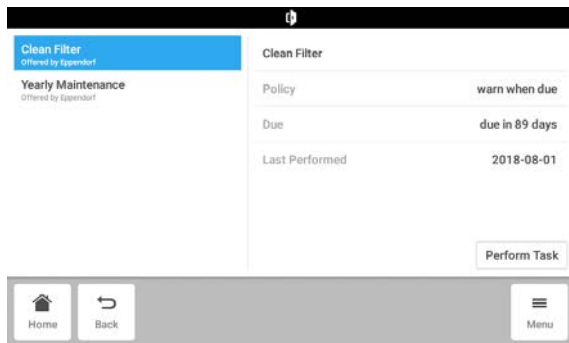 Clean Filter
Offered by Eppendorf
Yearly Maintenance
Offered by Eppendorf
Clean Filter
Policy warn when due
Due due in 89 days
Last Performed 2018-08-01
Perform Task
Home Back Menu